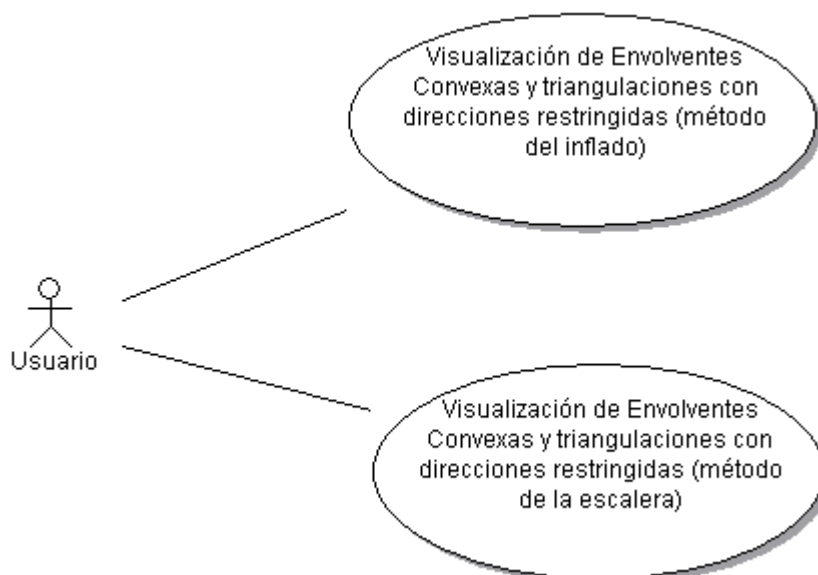 Visualización de Envolventes
Convexas y triangulaciones con
direcciones restringidas (método
del inflado)
Usuario
Visualización de Envolventes
Convexas y triangulaciones con
direcciones restringidas (método
de la escalera)